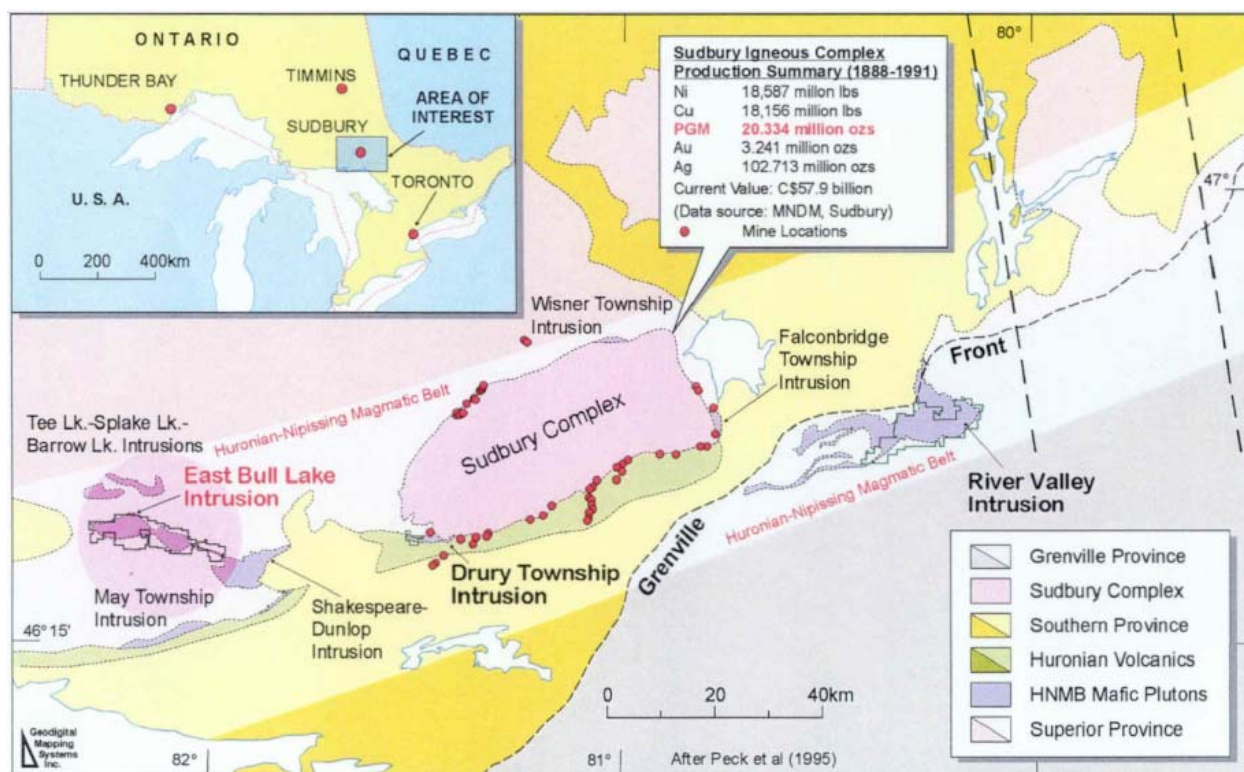 ONTARIO
QUEBEC
THUNDER BAY
TIMMINS
AREA OF
INTEREST
SUDBURY
TORONTO
U.S.A.
0 200 400km
Sudbury Igneous Complex
Production Summary (1888-1991)
Ni 18,587 millon lbs
Cu 18,156 millon lbs
PGM 20.334 million ozs
Au 3.241 million ozs
Ag 102.713 million ozs
Current Value: C$57.9 billion
(Data source: MNDM, Sudbury)
Mine Locations
80°
47°
Wisner Township
Intrusion
Falconbridge
Township
Intrusion
Front
Huronian-Nipissing Magmatic Belt
Sudbury Complex
Tee Lk.-Splake Lk.-
Barrow Lk. Intrusions
East Bull Lake
Intrusion
River Valley
Intrusion
Huronian-Nipissing Magmatic Belt
Grenville
Drury Township
Intrusion
May Township
Intrusion
Shakespeare-
Dunlop
Intrusion
46° 15'
0 20 40km
Grenville Province
Sudbury Complex
Southern Province
Huronian Volcanics
HNMB Mafic Plutons
Superior Province
Geodigital
Mapping
Systems
Inc.
82°
81°
After Peck et al (1995)